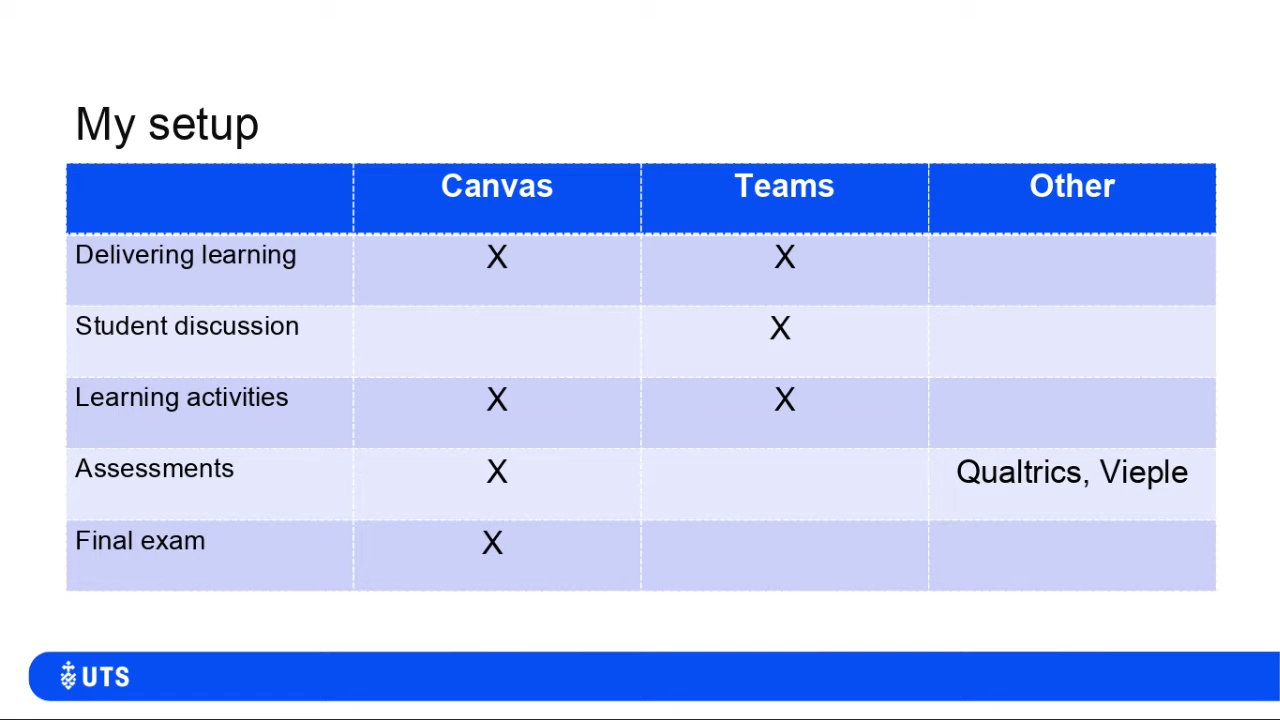 My setup
Canvas Teams Other
Delivering learning X X
Student discussion X
Learning activities X X
Assessments X Qualtrics, Vieple
Final exam X
UTS